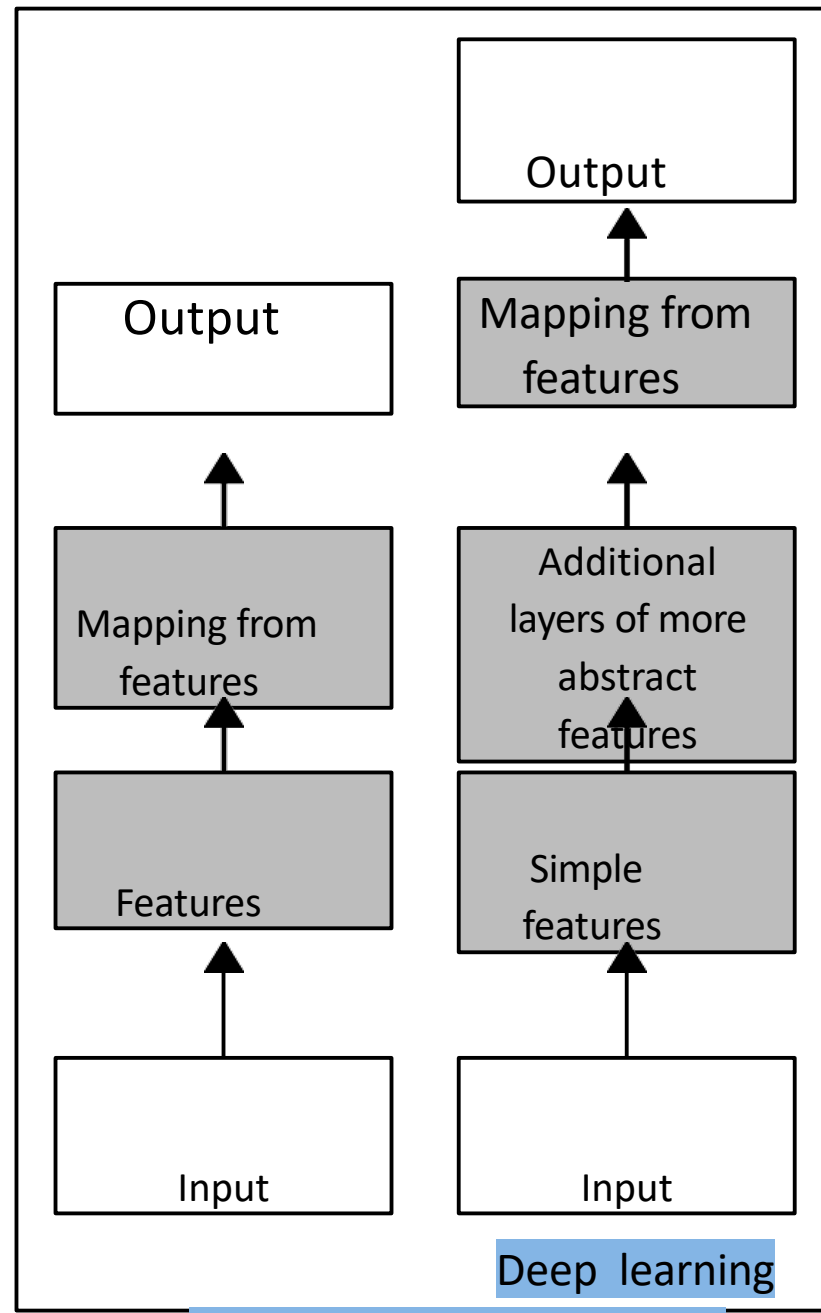 Output
Mapping from
features
Features
Input
Output
Mapping from
features
Additional
layers of more
abstract
features
Simple
features
Input
Deep learning